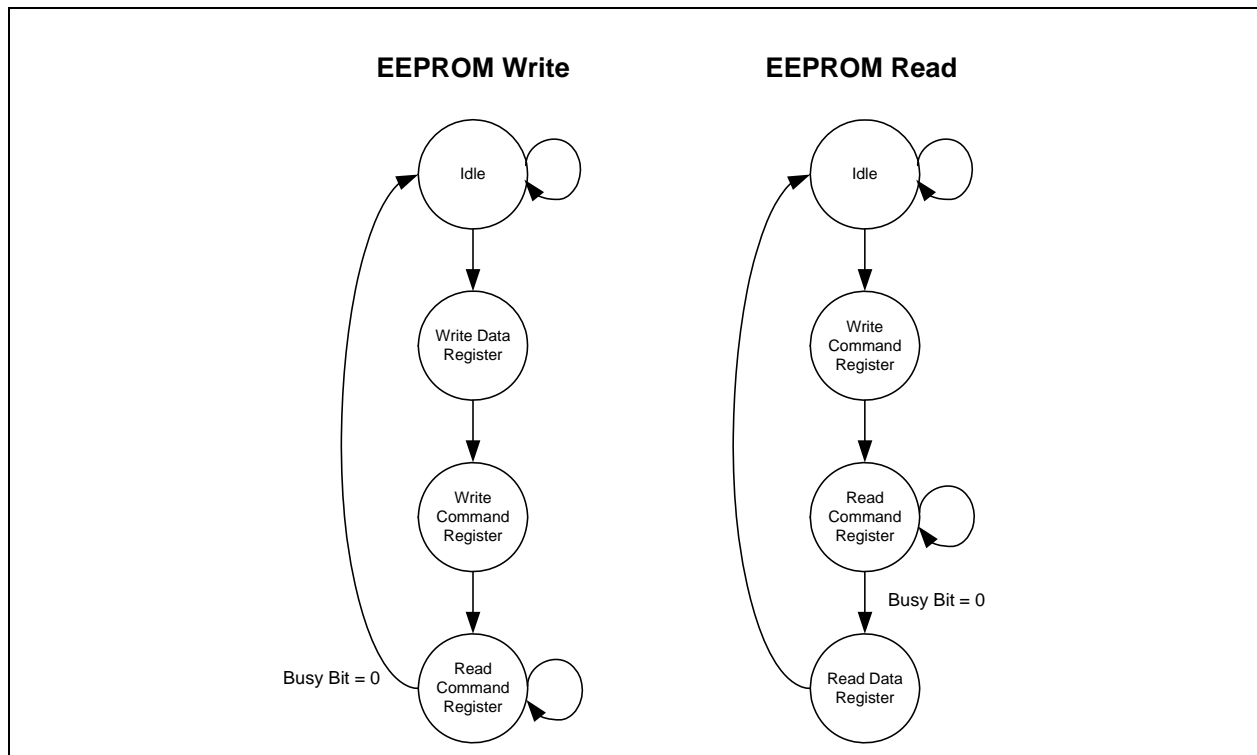 EEPROM Write
Idle
Write Data
Register
Write
Command
Register
Read
Command
Register
Busy Bit = 0
EEPROM Read
Idle
Write
Command
Register
Read
Command
Register
Busy Bit = 0
Read Data
Register